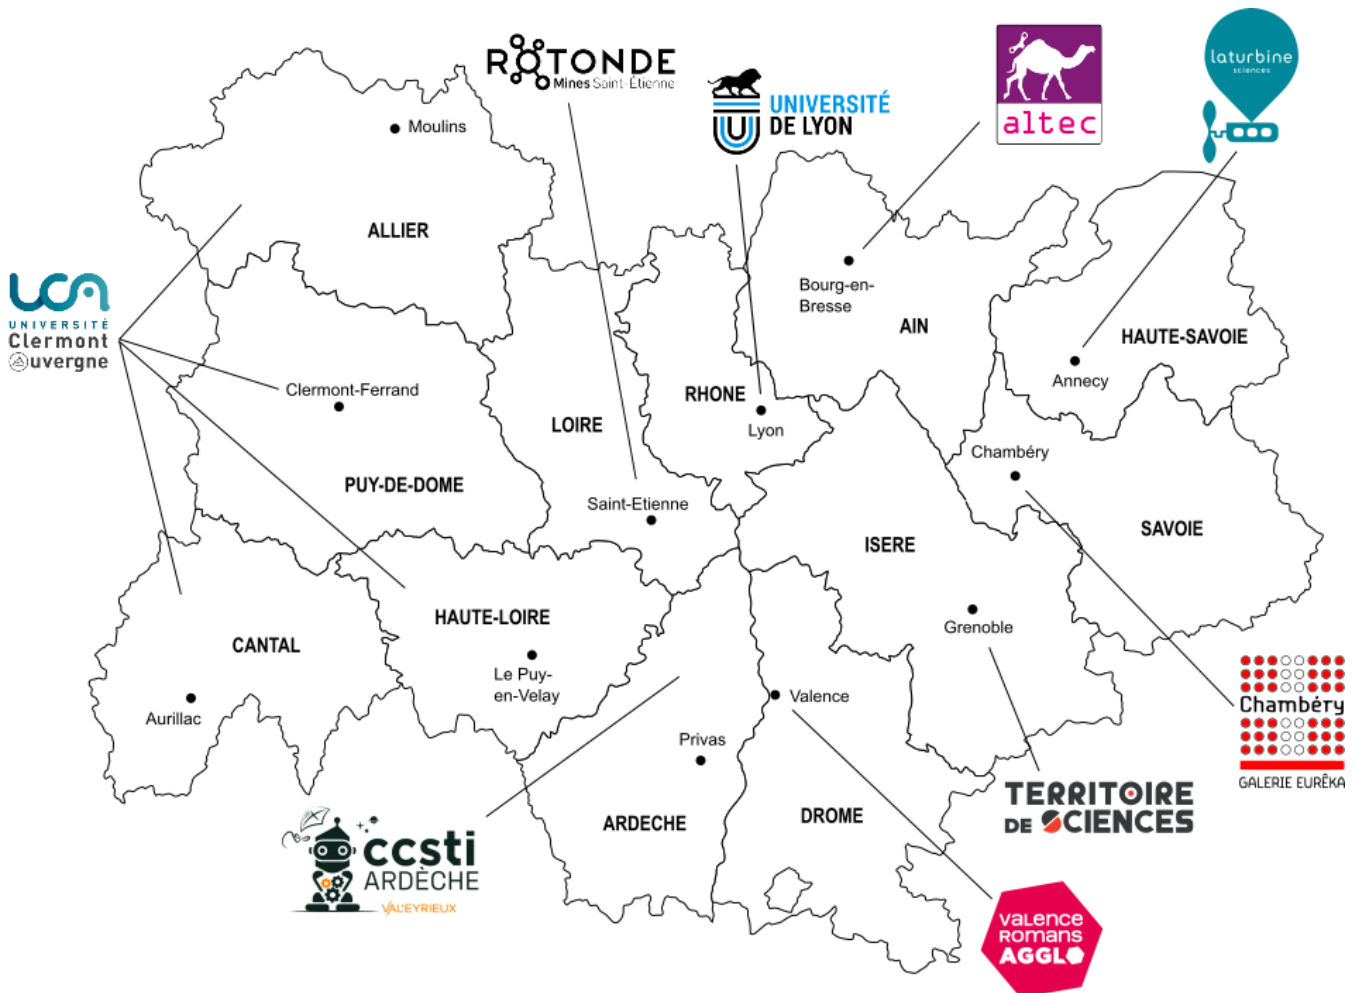 ROTONDE
Mines Saint-Étienne
UNIVERSITÉ
DE LYON
altec
laturbine
sciences
Moulins
ALLIER
Bourg-en-
Bresse
AIN
HAUTE-SAVOIE
Annecy
UCA
UNIVERSITÉ
Clermont
Auvergne
Clermont-Ferrand
PUY-DE-DOME
LOIRE
RHONE
Lyon
Chambéry
Saint-Etienne
ISERE
SAVOIE
HAUTE-LOIRE
Grenoble
CANTAL
Le Puy-
en-Velay
Aurillac
Valence
Privas
Chambéry
GALERIE EURÊKA
ARDECHE
DROME
TERRITOIRE
DE SCIENCES
ccsti
ARDÈCHE
VAL'EYRIEUX
VALENCE
ROMANS
AGGLO